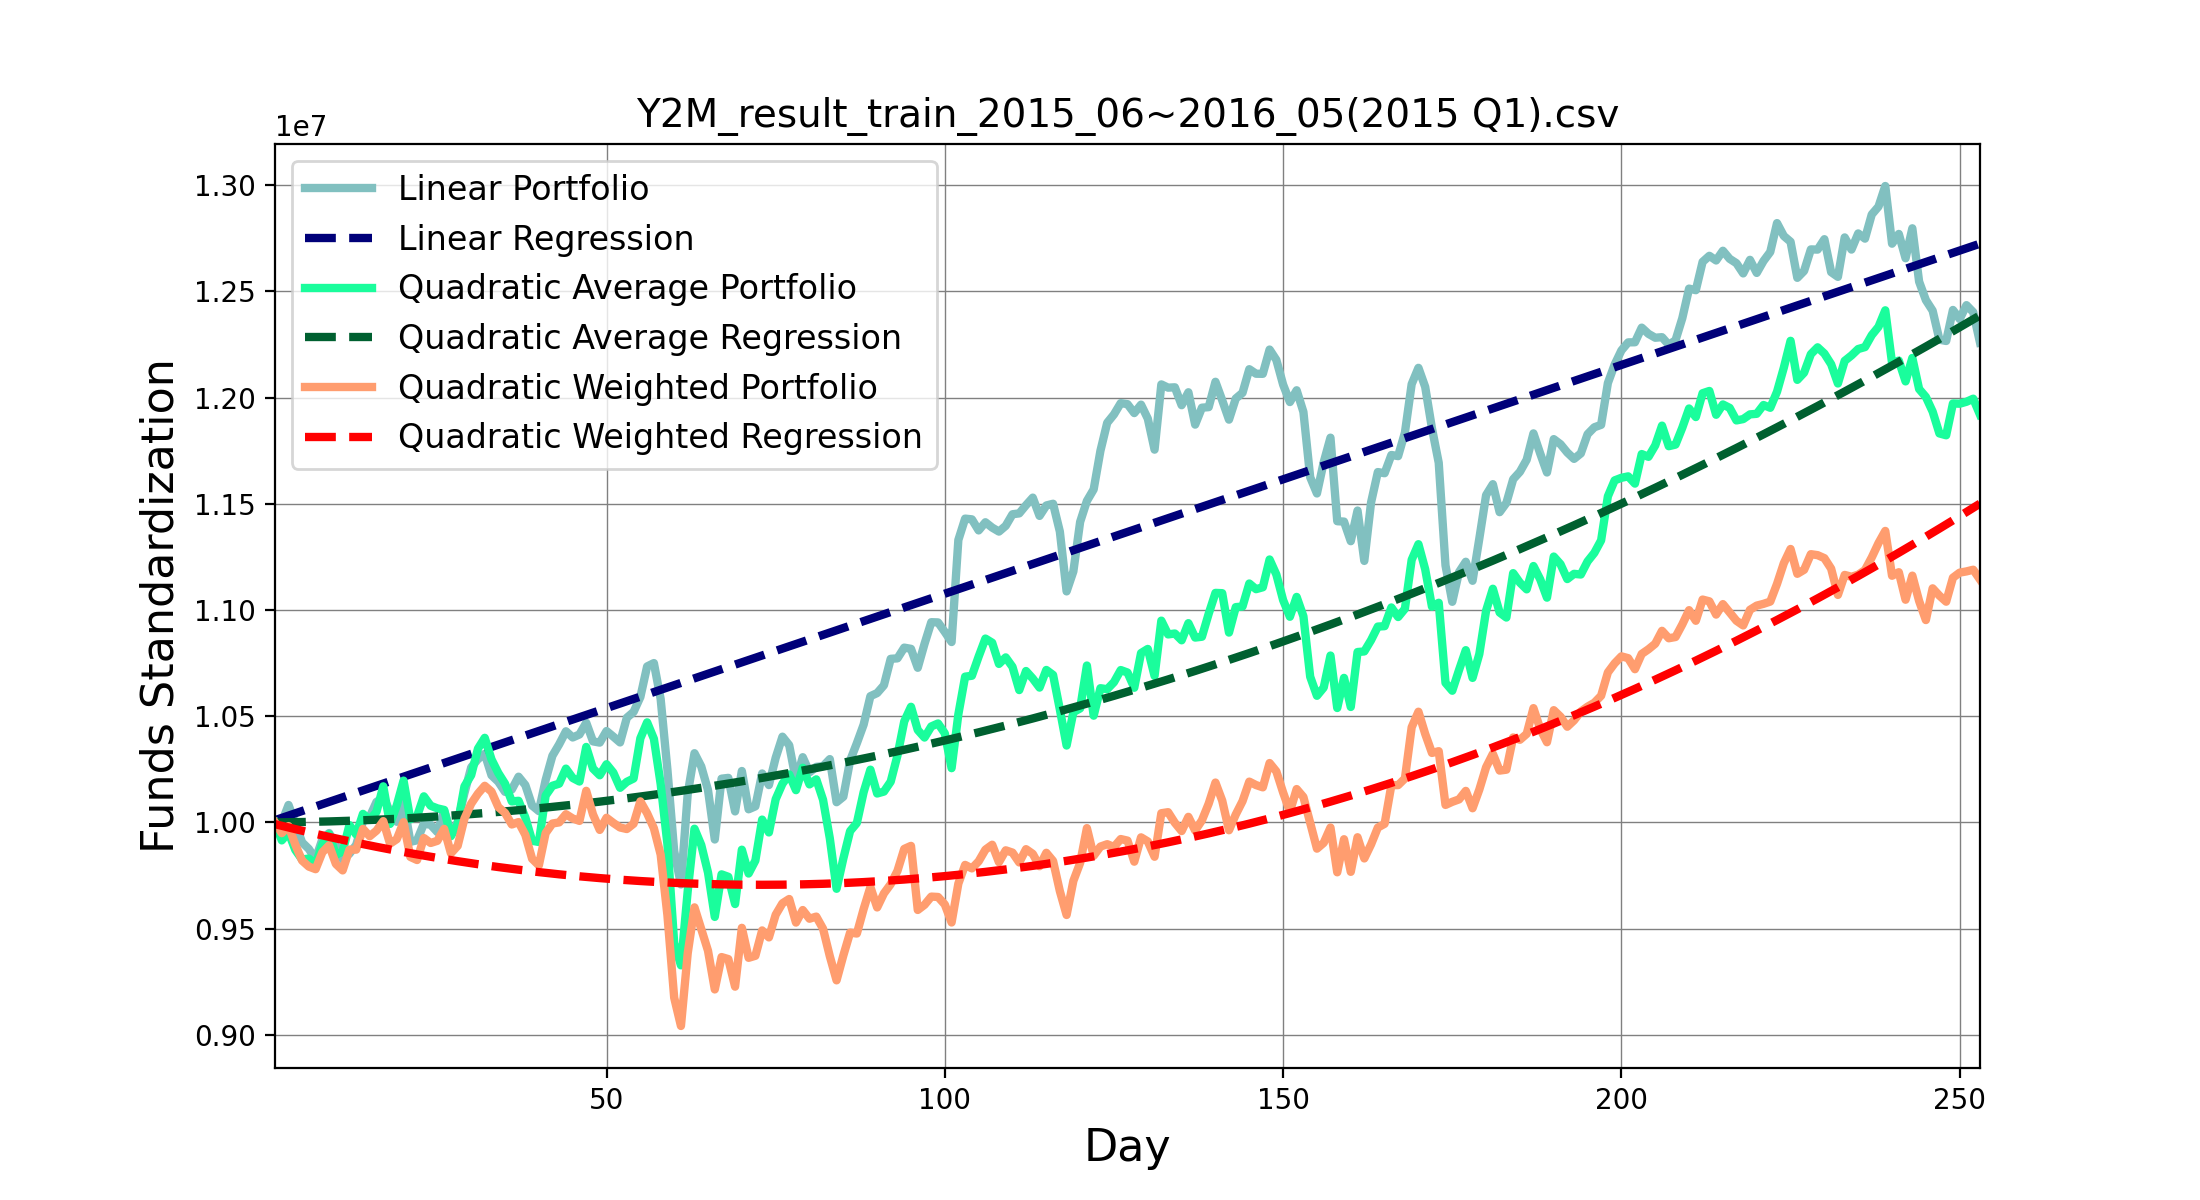 Y2M_result_train_2015_06~2016_05(2015 Q1).csv
1e7
Linear Portfolio
Linear Regression
Quadratic Average Portfolio
Quadratic Average Regression
Quadratic Weighted Portfolio
Quadratic Weighted Regression
Funds Standardization
1.30
1.25
1.20
1.15
1.10
1.05
1.00
0.95
0.90
50 100 150 200 250
Day